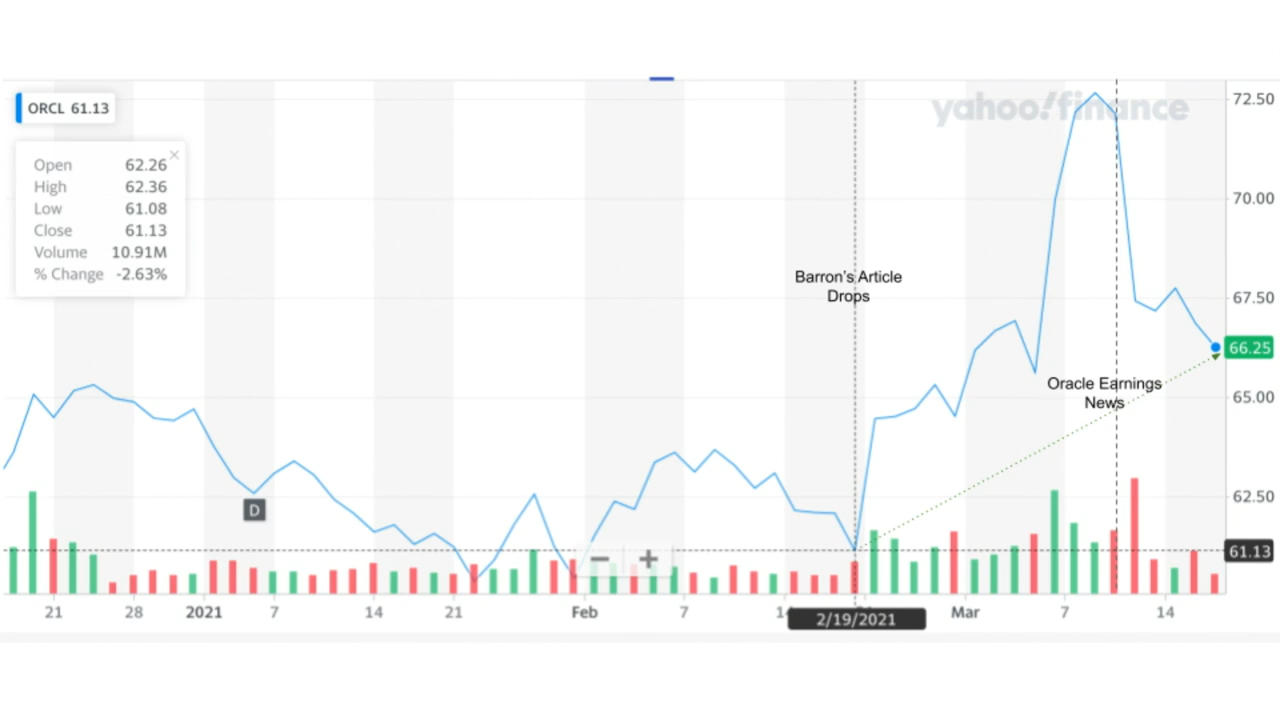 ORCL 61.13
yahoo!finance
72.50
Open 62.26
High 62.36
Low 61.08
Close 61.13
Volume 10.91M
% Change -2.63%
70.00
Barron's Article
Drops
67.50
66.25
Oracle Earnings
News
65.00
62.50
D
61.13
21 28 2021 7 14 21 Feb 7 14 Mar 7 14
2/19/2021